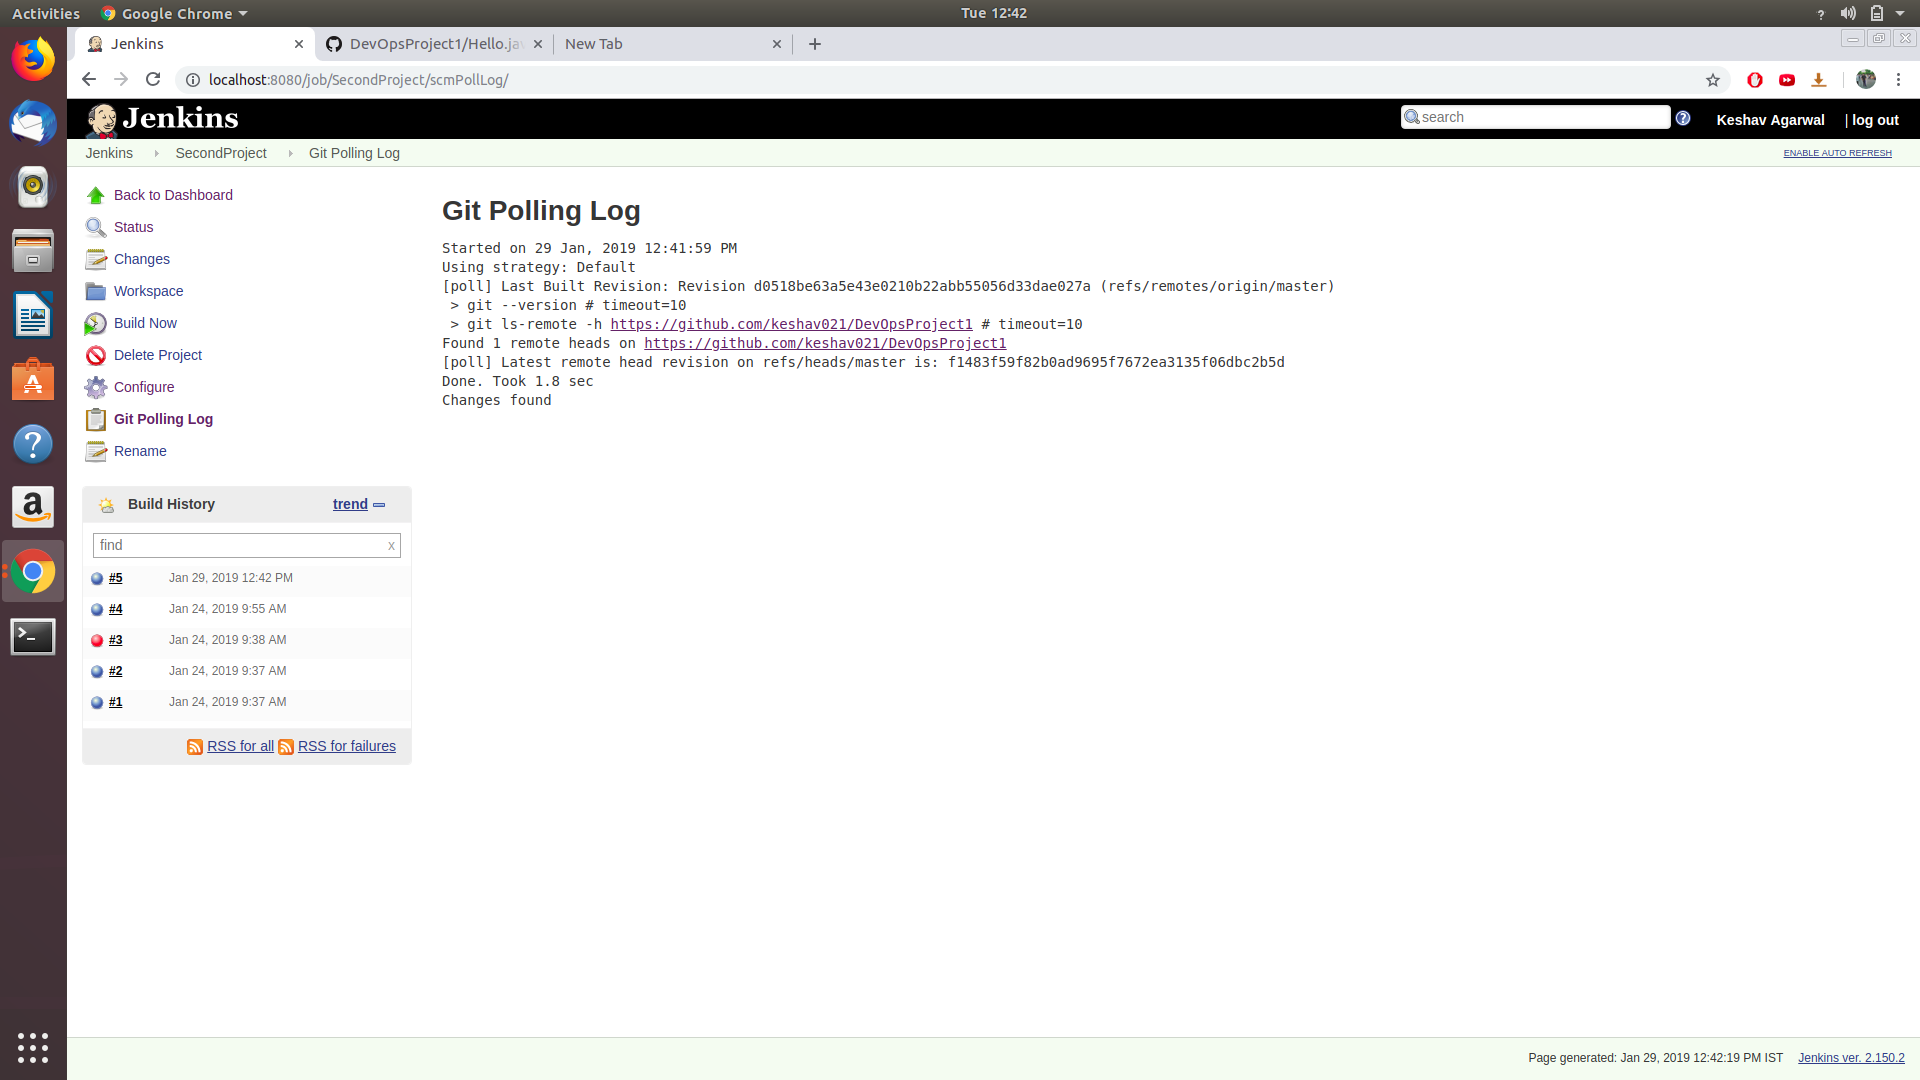 Activities Google Chrome Tue 12:42 ?
Jenkins DevOpsProject1/Hello.jav New Tab
localhost:8080/job/SecondProject/scmPollLog/
Jenkins search Keshav Agarwal | log out
Jenkins SecondProject Git Polling Log ENABLE AUTO REFRESH
Back to Dashboard
Status
Changes
Workspace
Build Now
Delete Project
Configure
Git Polling Log
Rename
Build History trend
find x
#5 Jan 29, 2019 12:42 PM
#4 Jan 24, 2019 9:55 AM
#3 Jan 24, 2019 9:38 AM
#2 Jan 24, 2019 9:37 AM
#1 Jan 24, 2019 9:37 AM
RSS for all RSS for failures
Git Polling Log
Started on 29 Jan, 2019 12:41:59 PM
Using strategy: Default
[poll] Last Built Revision: Revision d0518be63a5e43e0210b22abb55056d33dae027a (refs/remotes/origin/master)
> git --version # timeout=10
> git ls-remote -h https://github.com/keshav021/DevOpsProject1 # timeout=10
Found 1 remote heads on https://github.com/keshav021/DevOpsProject1
[poll] Latest remote head revision on refs/heads/master is: f1483f59f82b0ad9695f7672ea3135f06dbc2b5d
Done. Took 1.8 sec
Changes found
Page generated: Jan 29, 2019 12:42:19 PM IST Jenkins ver. 2.150.2